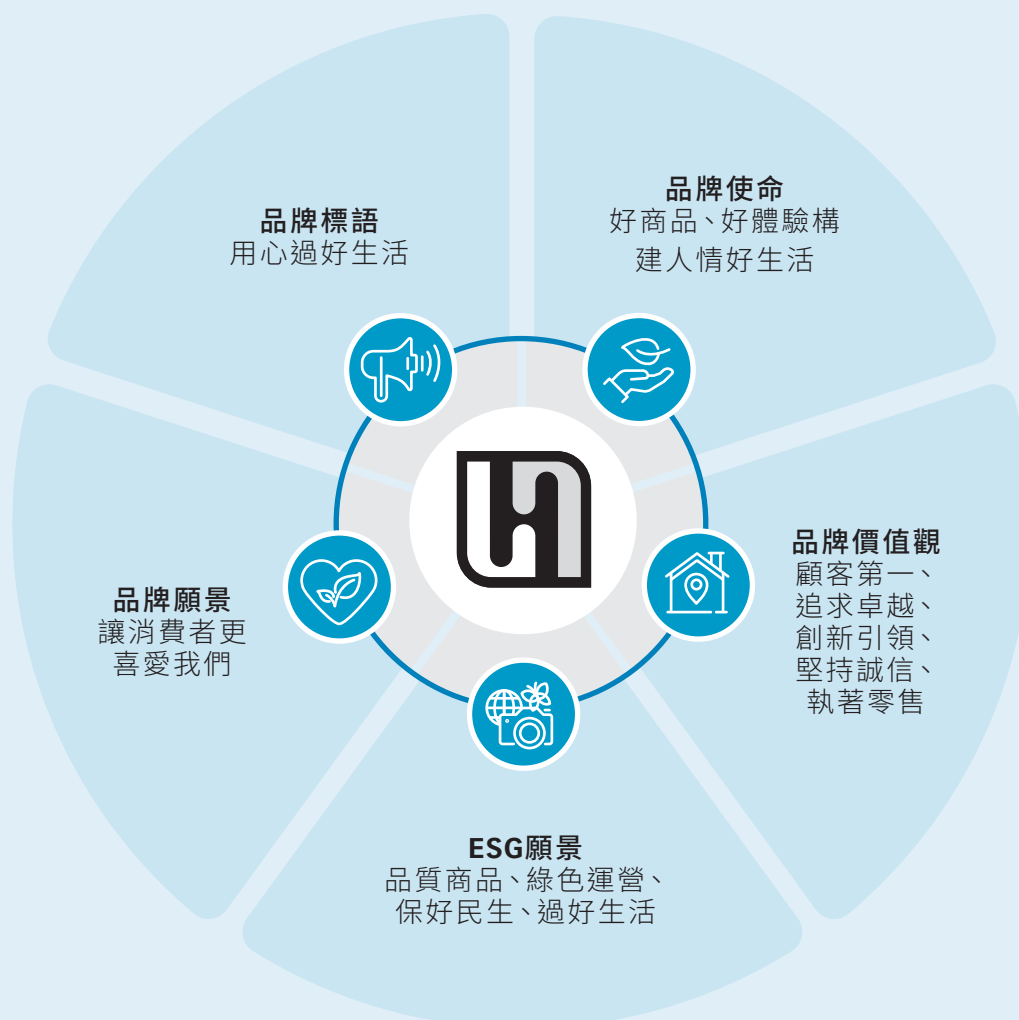 品牌標語
用心過好生活
品牌使命
好商品、好體驗構
建人情好生活
品牌價值觀
顧客第一、
追求卓越、
創新引領、
堅持誠信、
執著零售
ESG願景
品質商品、綠色運營、
保好民生、過好生活
品牌願景
讓消費者更
喜愛我們